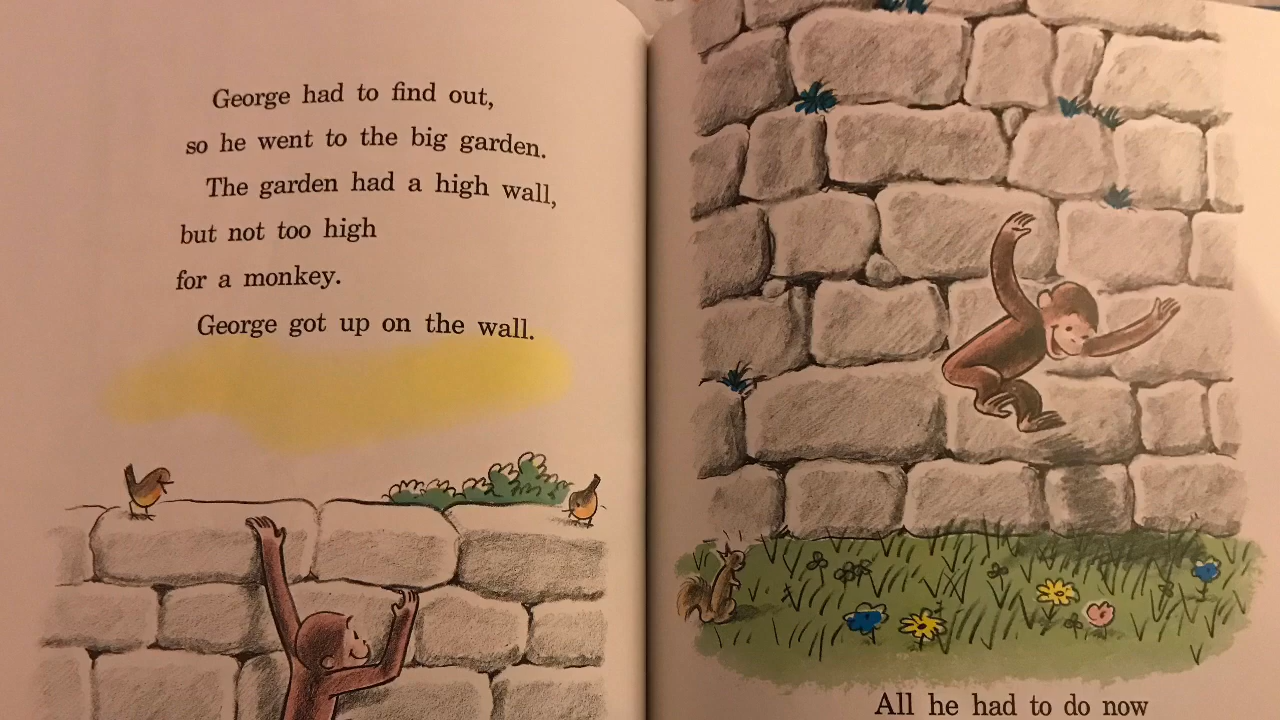 George had to find out,
so he went to the big garden.
The garden had a high wall,
but not too high
for a monkey.
George got up on the wall.
All he had to do now